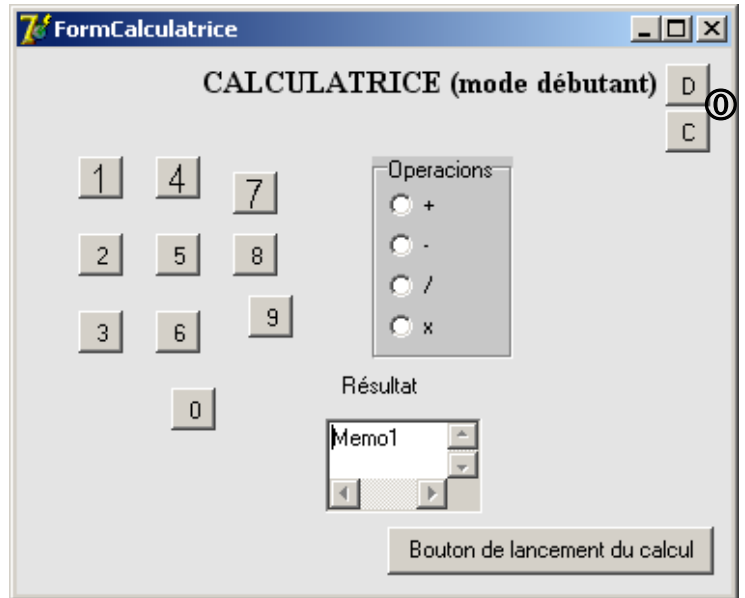 FormCalculatrice
CALCULATRICE (mode débutant) D
0
C
1 4 7
2 5 8
3 6 9
0
Operacions
+
-
/
x
Résultat
Memo1
Bouton de lancement du calcul